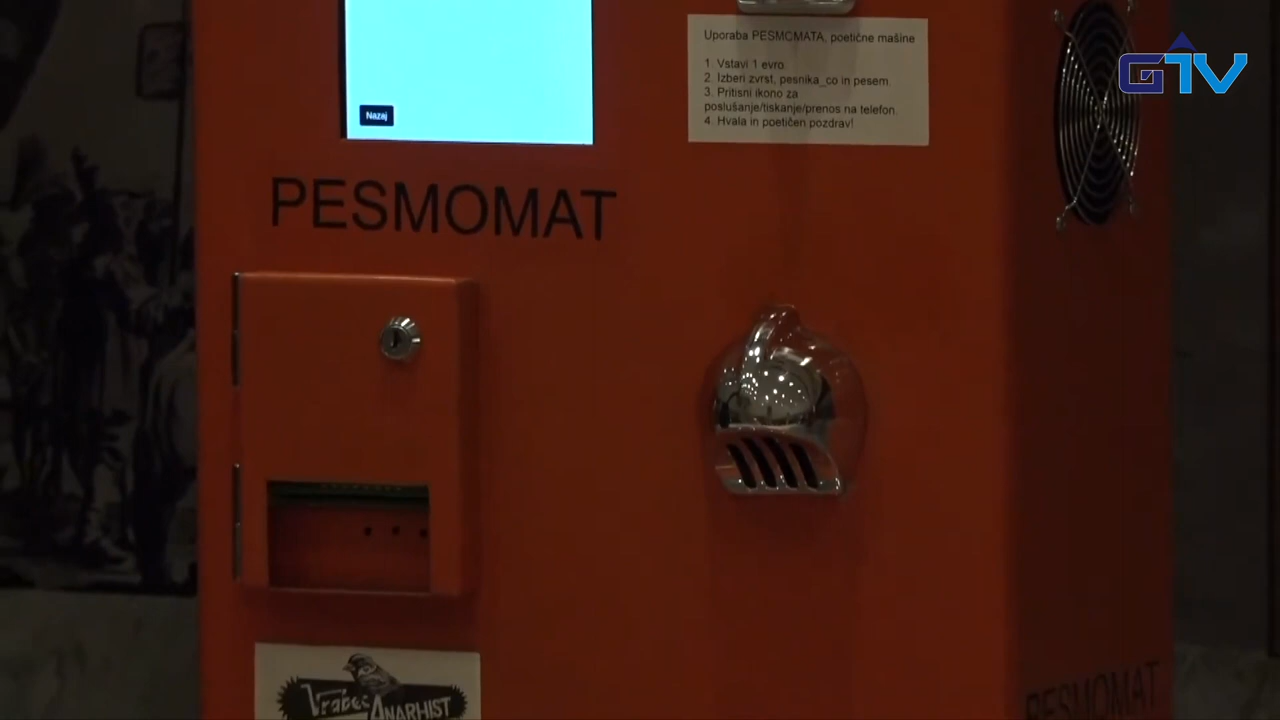 GTV
Uporaba PESMOMATA, poetične mašine
1. Vstavi 1 evro.
2. Izberi zvrst, pesnika_co in pesem.
3. Pritisni ikono za
poslušanje/tiskanje/prenos na telefon.
4. Hvala in poetičen pozdrav!
Nazaj
PESMOMAT
Vrabec
ANARHIST
PESMOMAT